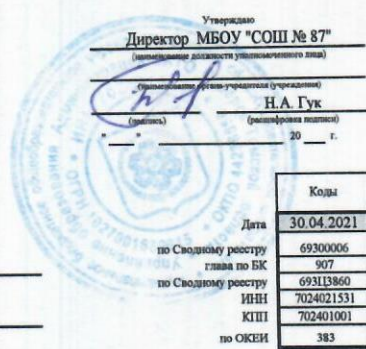 Утверждаю
Директор МБОУ "СОШ № 87"
(наименование должности уполномоченного лица)
(наименование органа-учредителя (учреждения)
Н.А. Гук
(подпись) (расшифровка подписи)
" " 20 г.
Коды
Дата 30.04.2021
по Сводному реестру 69300006
глава по БК 907
по Сводному реестру 693Ц3860
ИНН 7024021531
КПП 702401001
по ОКЕИ 383